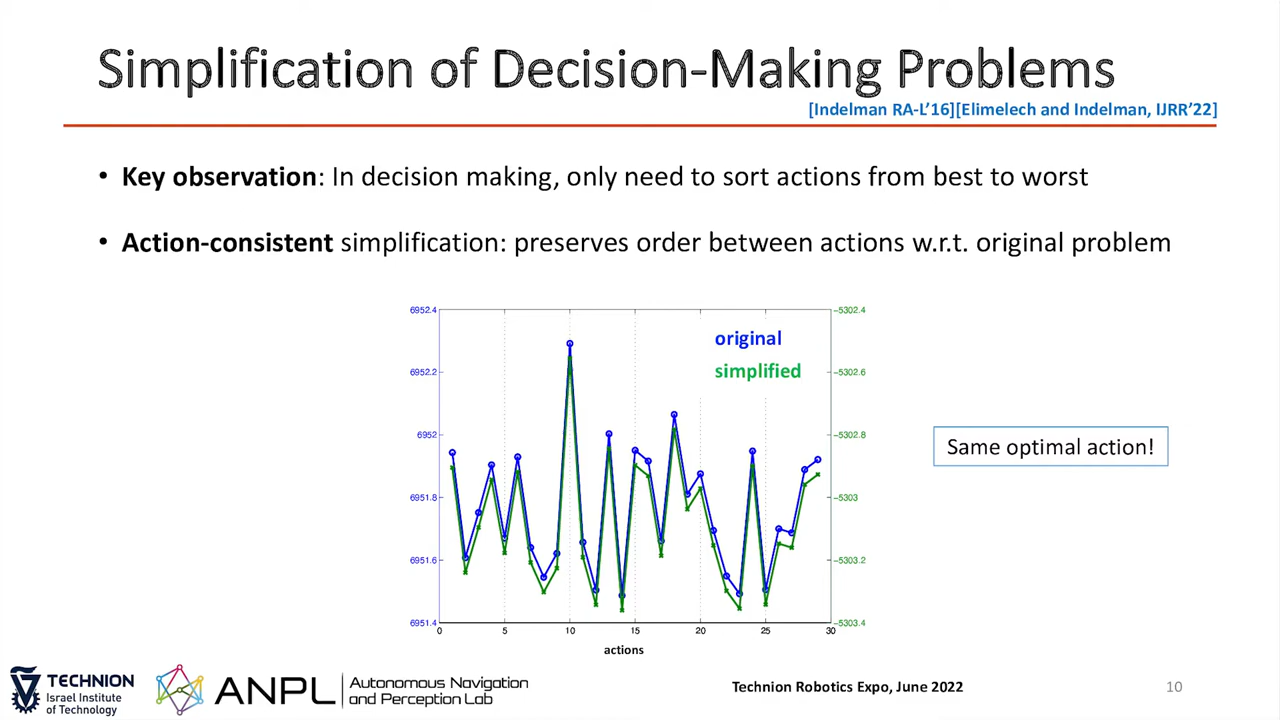 Simplification of Decision-Making Problems
[Indelman RA-L’16][Elimelech and Indelman, IJRR’22]
• Key observation: In decision making, only need to sort actions from best to worst
• Action-consistent simplification: preserves order between actions w.r.t. original problem
6952.4
6952.2
6952
6951.8
6951.6
6951.4
original
simplified
-5302.4
-5302.6
-5302.8
-5303
-5303.2
-5303.4
0 5 10 15 20 25 30
actions
Same optimal action!
TECHNION
Israel Institute
of Technology
ANPL
Autonomous Navigation
and Perception Lab
Technion Robotics Expo, June 2022
10